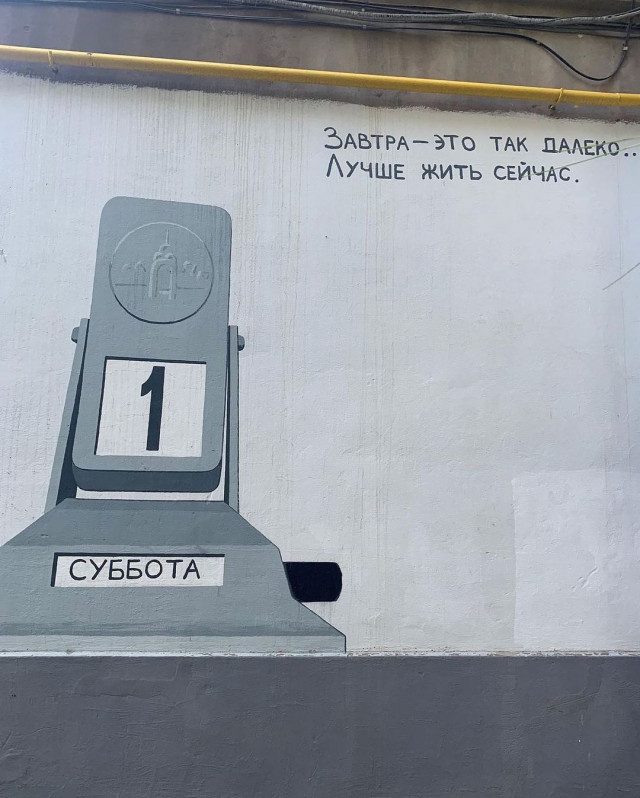 ЗАВТРА — ЭТО ТАК ДАЛЕКО..
ЛУЧШЕ ЖИТЬ СЕЙЧАС.
1
СУББОТА